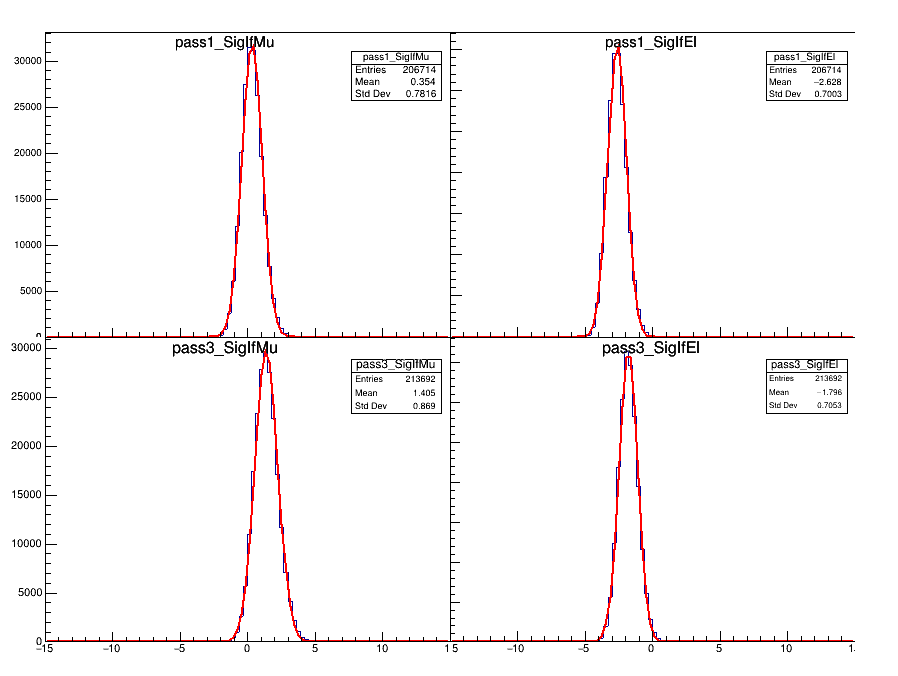 pass1_SigIfMu
pass1_SigIfMu
Entries 206714
Mean 0.354
Std Dev 0.7816
30000
25000
20000
15000
10000
5000
0
pass1_SigIfEl
pass1_SigIfEl
Entries 206714
Mean −2.628
Std Dev 0.7003
pass3_SigIfMu
pass3_SigIfMu
Entries 213692
Mean 1.405
Std Dev 0.869
30000
25000
20000
15000
10000
5000
0
−15 −10 −5 0 5 10 15
pass3_SigIfEl
pass3_SigIfEl
Entries 213692
Mean −1.796
Std Dev 0.7053
−10 −5 0 5 10 1